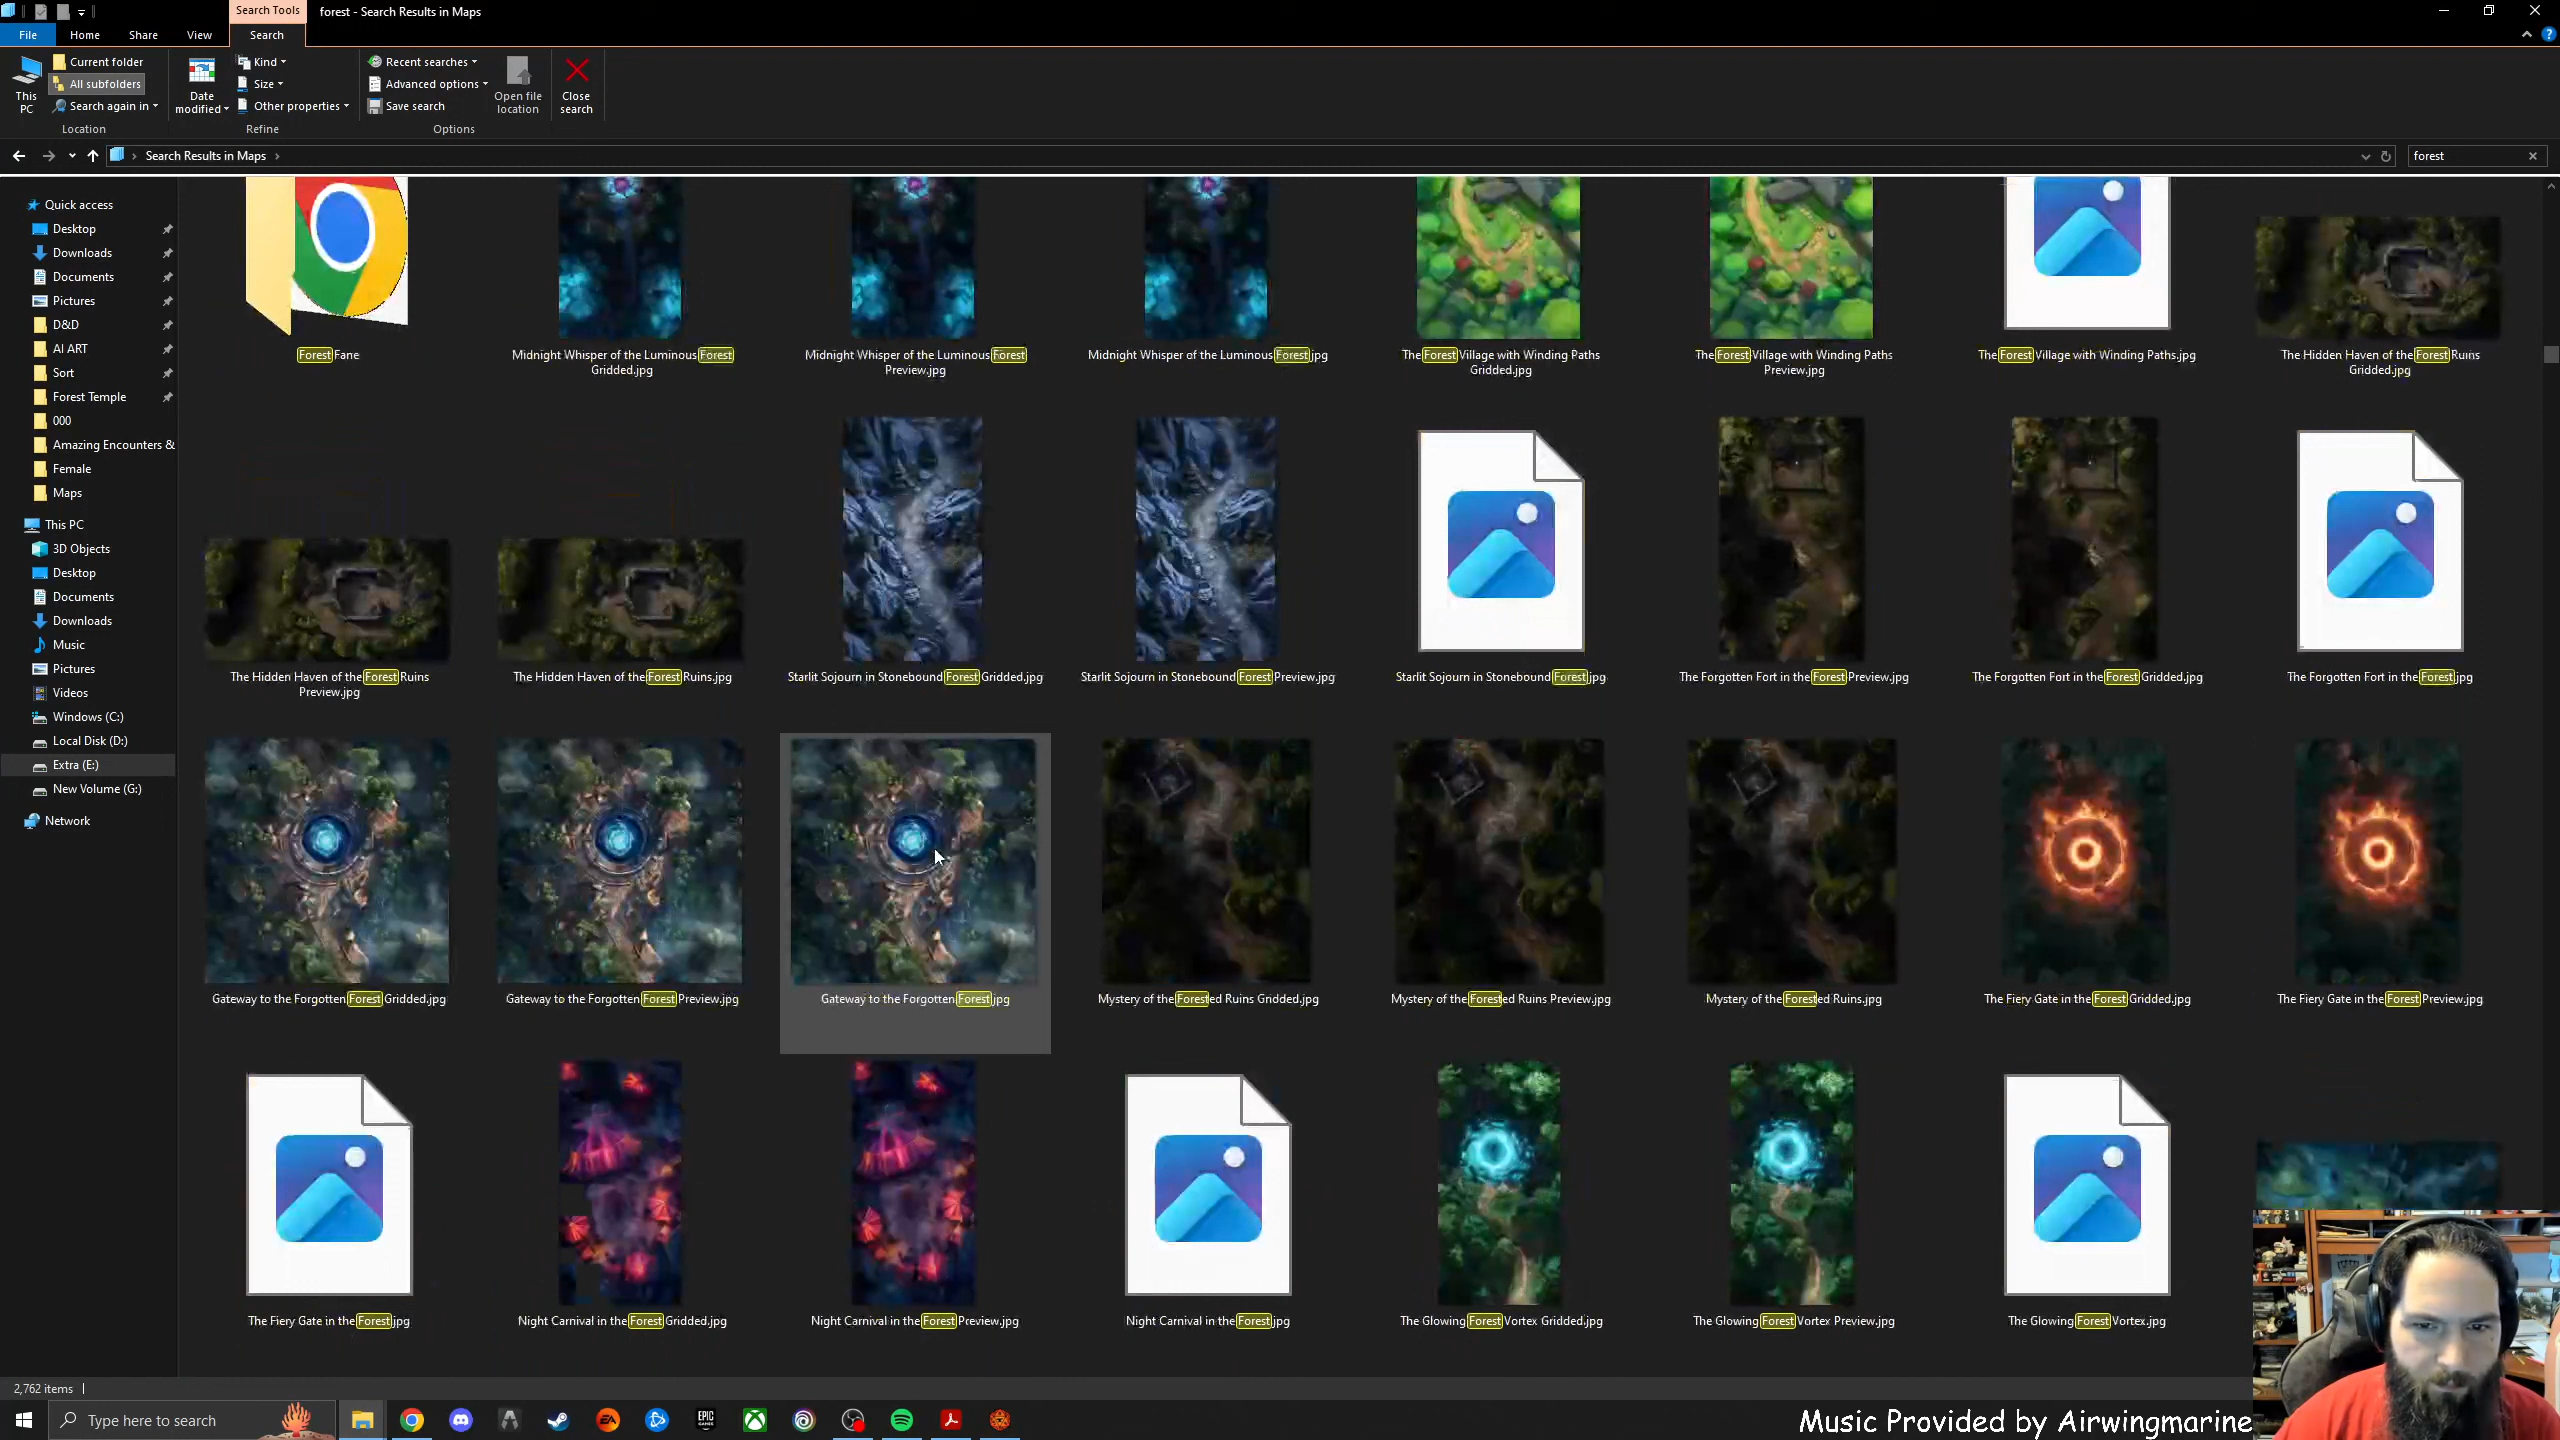 Search Tools
forest - Search Results in Maps
File
Home
Share
View
Search
This PC
Current folder
All subfolders
Search again in
Location
Date modified
Kind
Size
Other properties
Refine
Recent searches
Advanced options
Save search
Options
Open file location
Close search
Search Results in Maps
forest
Quick access
Desktop
Downloads
Documents
Pictures
D&D
AI ART
Sort
Forest Temple
000
Amazing Encounters &
Female
Maps
This PC
3D Objects
Desktop
Documents
Downloads
Music
Pictures
Videos
Windows (C:)
Local Disk (D:)
Extra (E:)
New Volume (G:)
Network
Forest Fane
Midnight Whisper of the Luminous Forest
Gridded.jpg
Midnight Whisper of the Luminous Forest
Preview.jpg
Midnight Whisper of the Luminous Forest.jpg
The Forest Village with Winding Paths
Gridded.jpg
The Forest Village with Winding Paths
Preview.jpg
The Forest Village with Winding Paths.jpg
The Hidden Haven of the Forest Ruins
Gridded.jpg
The Hidden Haven of the Forest Ruins
Preview.jpg
The Hidden Haven of the Forest Ruins.jpg
Starlit Sojourn in Stonebound Forest Gridded.jpg
Starlit Sojourn in Stonebound Forest Preview.jpg
Starlit Sojourn in Stonebound Forest.jpg
The Forgotten Fort in the Forest Preview.jpg
The Forgotten Fort in the Forest Gridded.jpg
The Forgotten Fort in the Forest.jpg
Gateway to the Forgotten Forest Gridded.jpg
Gateway to the Forgotten Forest Preview.jpg
Gateway to the Forgotten Forest.jpg
Mystery of the Forested Ruins Gridded.jpg
Mystery of the Forested Ruins Preview.jpg
Mystery of the Forested Ruins.jpg
The Fiery Gate in the Forest Gridded.jpg
The Fiery Gate in the Forest Preview.jpg
The Fiery Gate in the Forest.jpg
Night Carnival in the Forest Gridded.jpg
Night Carnival in the Forest Preview.jpg
Night Carnival in the Forest.jpg
The Glowing Forest Vortex Gridded.jpg
The Glowing Forest Vortex Preview.jpg
The Glowing Forest Vortex.jpg
2,762 items
Type here to search
EA
EPIC GAMES
Music Provided by Airwingmarine